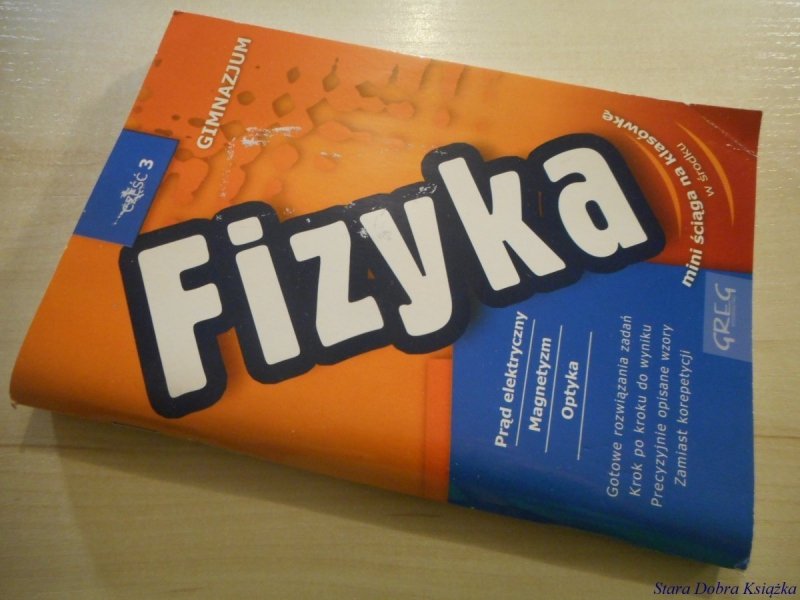 GIMNAZJUM
CZĘŚĆ 3
Fizyka
mini ściąga na klasówkę
w środku
Prąd elektryczny
Magnetyzm
Optyka
Gotowe rozwiązania zadań
Krok po kroku do wyniku
Precyzyjnie opisane wzory
Zamiast korepetycji
GREG
Stara Dobra Książka